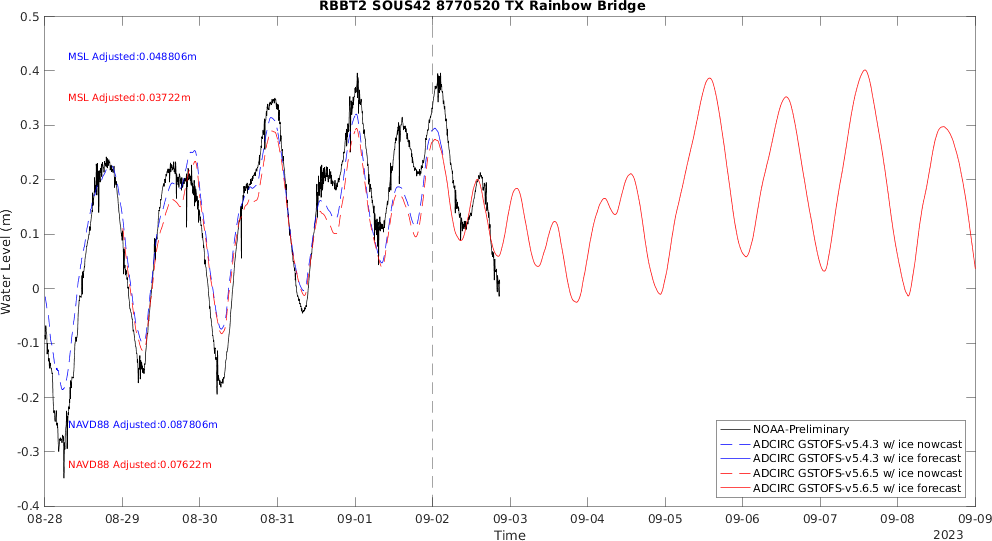 RBBT2 SOUS42 8770520 TX Rainbow Bridge
0.5
0.4
0.3
0.2
0.1
0
-0.1
-0.2
-0.3
-0.4
Water Level (m)
MSL Adjusted:0.048806m
MSL Adjusted:0.03722m
NAVD88 Adjusted:0.087806m
NAVD88 Adjusted:0.07622m
NOAA-Preliminary
ADCIRC GSTOFS-v5.4.3 w/ ice nowcast
ADCIRC GSTOFS-v5.4.3 w/ ice forecast
ADCIRC GSTOFS-v5.6.5 w/ ice nowcast
ADCIRC GSTOFS-v5.6.5 w/ ice forecast
08-28 08-29 08-30 08-31 09-01 09-02 09-03 09-04 09-05 09-06 09-07 09-08 09-09
Time
2023